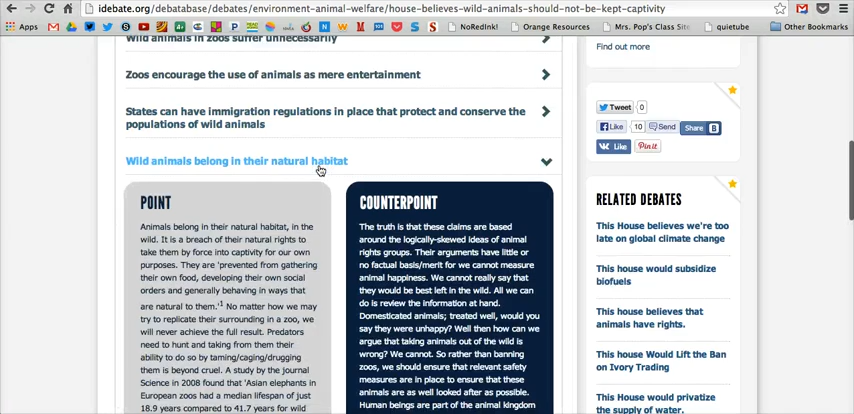 idebate.org/debatabase/debates/environment-animal-welfare/house-believes-wild-animals-should-not-be-kept-captivity
Apps
NoRedInk!
Orange Resources
Mrs. Pop's Class Site
quietube
Other Bookmarks
Wild animals in zoos suffer unnecessarily
Zoos encourage the use of animals as mere entertainment
States can have immigration regulations in place that protect and conserve the
populations of wild animals
Wild animals belong in their natural habitat
POINT
Animals belong in their natural habitat, in the
wild. It is a breach of their natural rights to
take them by force into captivity for our own
purposes. They are 'prevented from gathering
their own food, developing their own social
orders and generally behaving in ways that
are natural to them.'1 No matter how we may
try to replicate their surrounding in a zoo, we
will never achieve the full result. Predators
need to hunt and taking from them their
ability to do so by taming/caging/drugging
them is beyond cruel. A study by the journal
Science in 2008 found that 'Asian elephants in
European zoos had a median lifespan of just
18.9 years compared to 41.7 years for wild
COUNTERPOINT
The truth is that these claims are based
around the logically-skewed ideas of animal
rights groups. Their arguments have little or
no factual basis/merit for we cannot measure
animal happiness. We cannot really say that
they would be best left in the wild. All we can
do is review the information at hand.
Domesticated animals; treated well, would you
say they were unhappy? Well then how can we
argue that taking animals out of the wild is
wrong? We cannot. So rather than banning
zoos, we should ensure that relevant safety
measures are in place to ensure that these
animals are as well looked after as possible.
Human beings are part of the animal kingdom
Find out more
Tweet 0
Like 10 Send Share B
Like Pin it
RELATED DEBATES
This House believes we're too
late on global climate change
This house would subsidize
biofuels
This house believes that
animals have rights.
This House Would Lift the Ban
on Ivory Trading
This House would privatize
the supply of water.